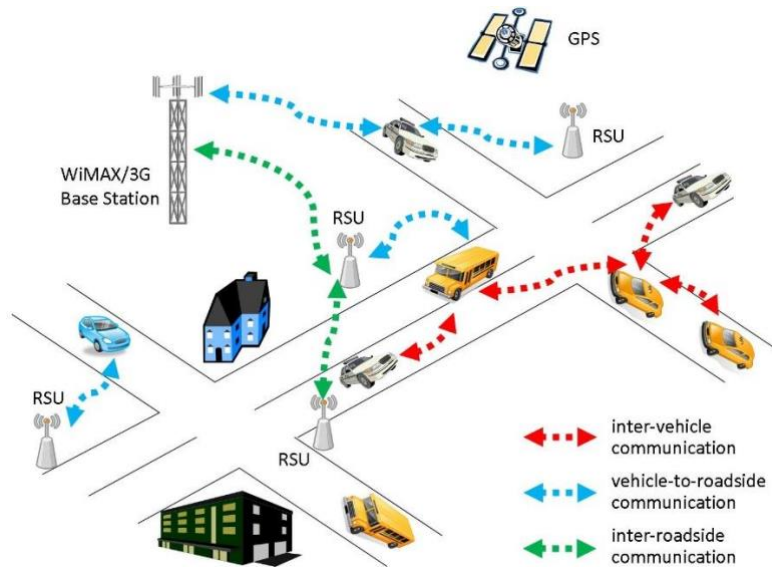 GPS
RSU
WiMAX/3G
Base Station
RSU
RSU
RSU
inter-vehicle
communication
vehicle-to-roadside
communication
inter-roadside
communication